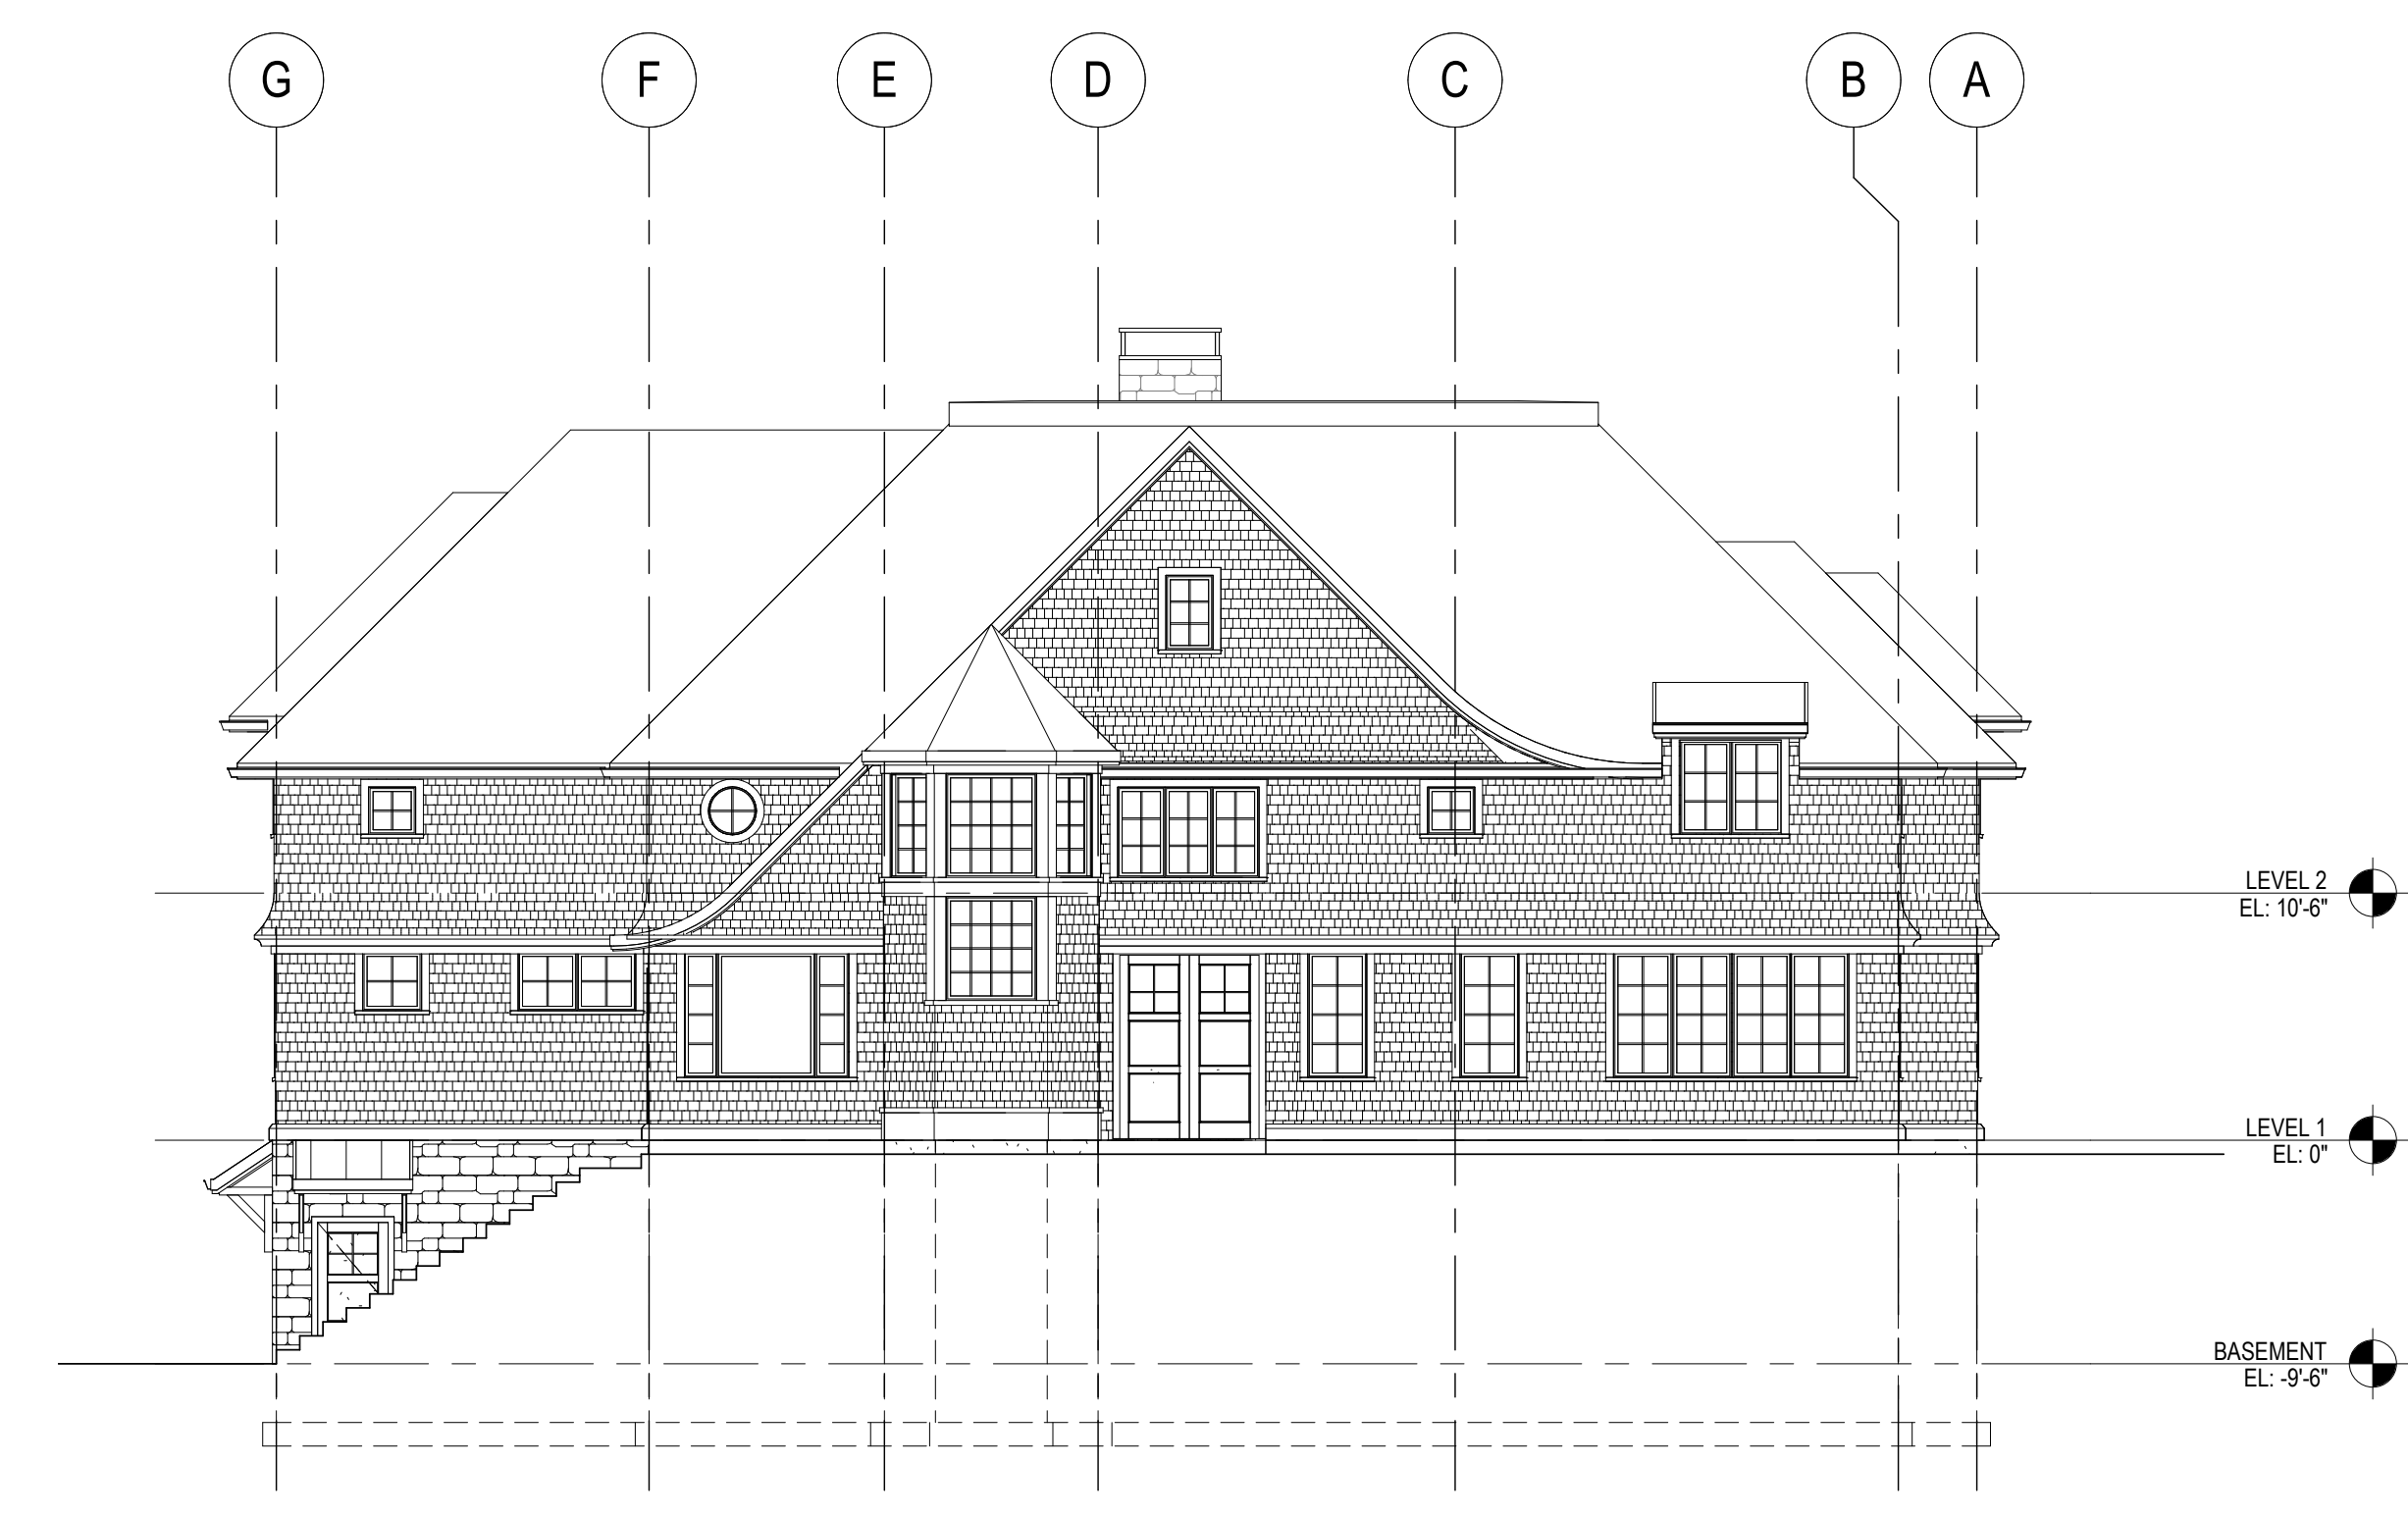 G F E D C B A
LEVEL 2
EL: 10'-6"
LEVEL 1
EL: 0"
BASEMENT
EL: -9'-6"